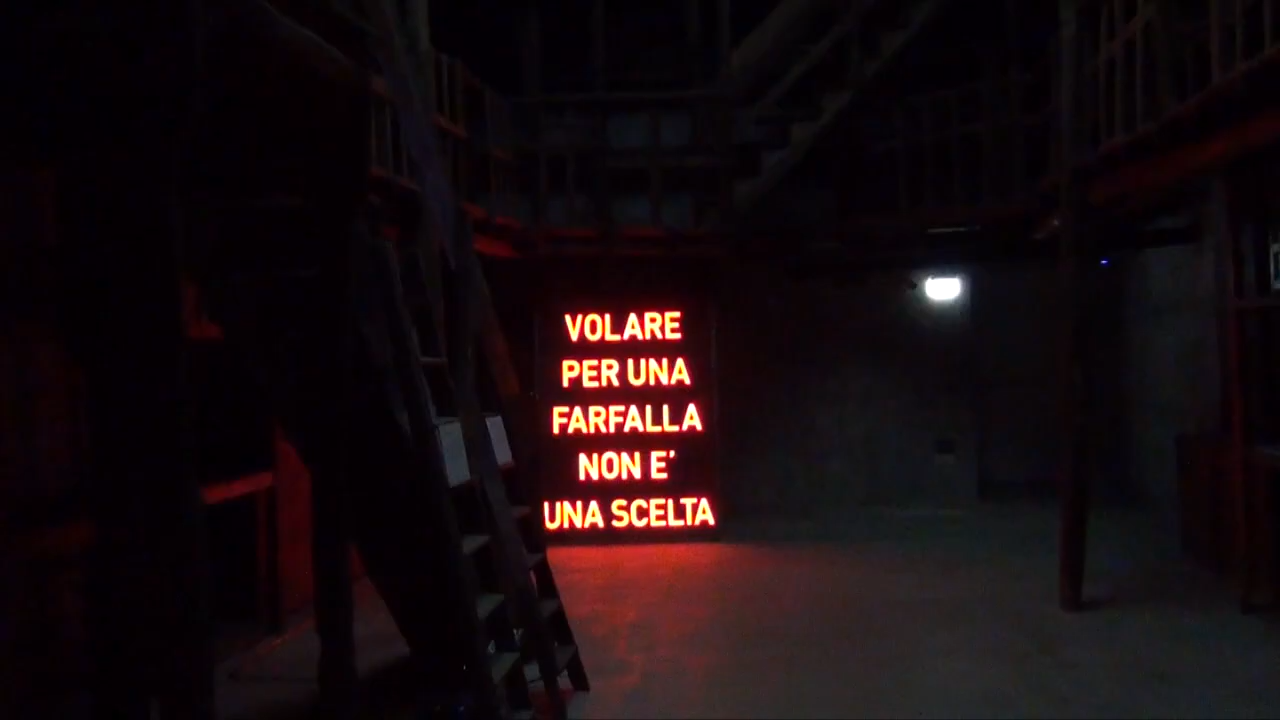 VOLARE
PER UNA
FARFALLA
NON E'
UNA SCELTA